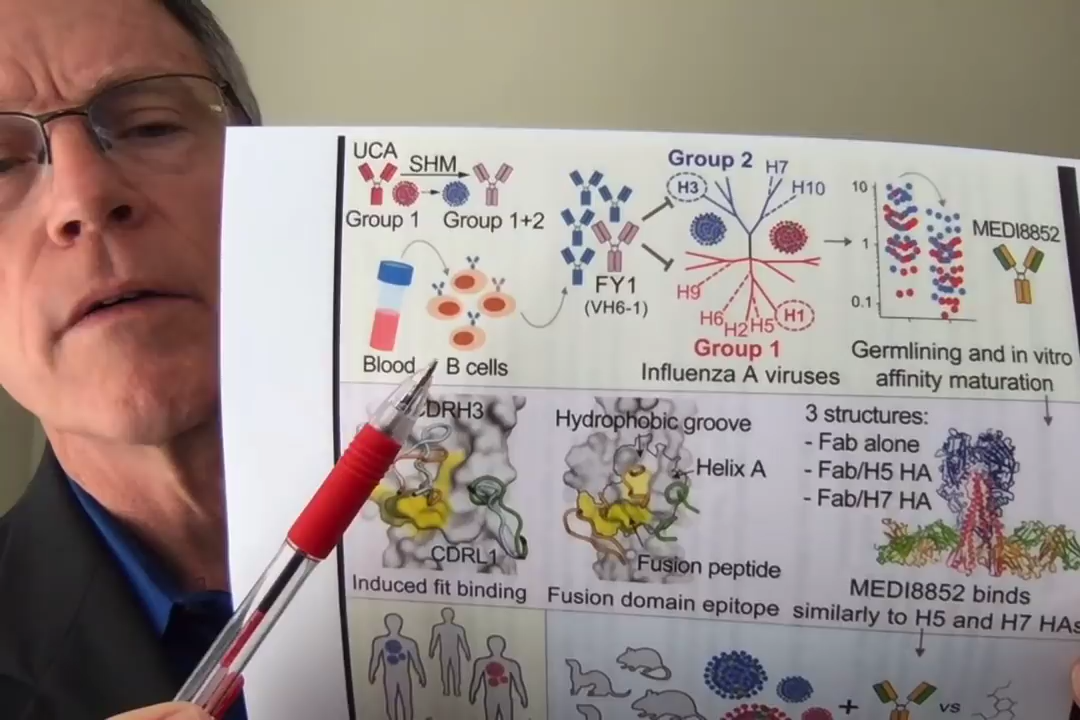 UCA
SHM
Group 1
Group 1+2
Blood
B cells
FY1
(VH6-1)
Group 2
H3
H7
H10
H9
H6
H2
H5
H1
Group 1
Influenza A viruses
10
1
0.1
MEDI8852
Germlining and in vitro
affinity maturation
CDRH3
CDRL1
Induced fit binding
Hydrophobic groove
Helix A
Fusion peptide
Fusion domain epitope
3 structures:
- Fab alone
- Fab/H5 HA
- Fab/H7 HA
MEDI8852 binds
similarly to H5 and H7 HAs
+
vs